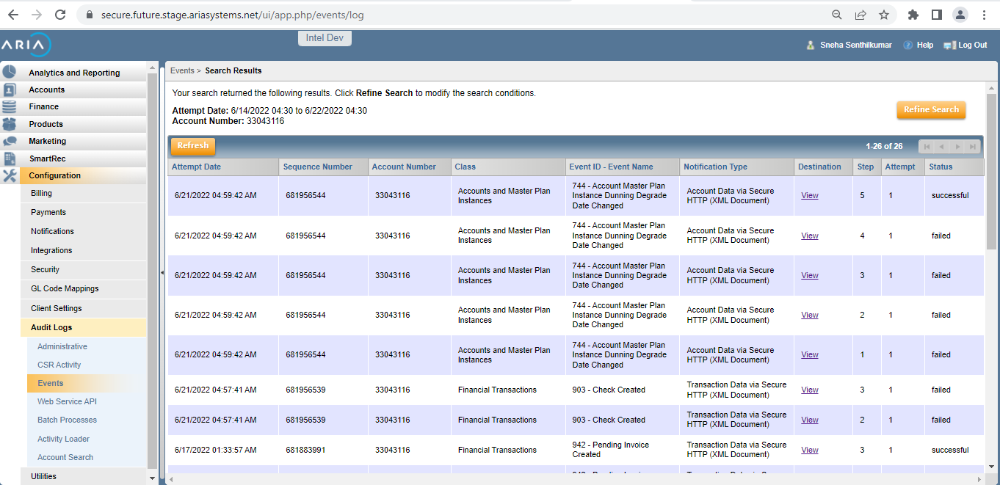 secure.future.stage.ariasystems.net/ui/app.php/events/log
ARIA
Intel Dev
Sneha Senthilkumar
Help
Log Out
Analytics and Reporting
Accounts
Finance
Products
Marketing
SmartRec
Configuration
Billing
Payments
Notifications
Integrations
Security
GL Code Mappings
Client Settings
Audit Logs
Administrative
CSR Activity
Events
Web Service API
Batch Processes
Activity Loader
Account Search
Utilities
Events > Search Results
Your search returned the following results. Click Refine Search to modify the search conditions.
Attempt Date: 6/14/2022 04:30 to 6/22/2022 04:30
Account Number: 33043116
Refine Search
Refresh
1-26 of 26
Attempt Date Sequence Number Account Number Class Event ID - Event Name Notification Type Destination Step Attempt Status
6/21/2022 04:59:42 AM 681956544 33043116 Accounts and Master Plan Instances 744 - Account Master Plan Instance Dunning Degrade Date Changed Account Data via Secure HTTP (XML Document) View 5 1 successful
6/21/2022 04:59:42 AM 681956544 33043116 Accounts and Master Plan Instances 744 - Account Master Plan Instance Dunning Degrade Date Changed Account Data via Secure HTTP (XML Document) View 4 1 failed
6/21/2022 04:59:42 AM 681956544 33043116 Accounts and Master Plan Instances 744 - Account Master Plan Instance Dunning Degrade Date Changed Account Data via Secure HTTP (XML Document) View 3 1 failed
6/21/2022 04:59:42 AM 681956544 33043116 Accounts and Master Plan Instances 744 - Account Master Plan Instance Dunning Degrade Date Changed Account Data via Secure HTTP (XML Document) View 2 1 failed
6/21/2022 04:59:42 AM 681956544 33043116 Accounts and Master Plan Instances 744 - Account Master Plan Instance Dunning Degrade Date Changed Account Data via Secure HTTP (XML Document) View 1 1 failed
6/21/2022 04:57:41 AM 681956539 33043116 Financial Transactions 903 - Check Created Transaction Data via Secure HTTP (XML Document) View 3 1 failed
6/21/2022 04:57:41 AM 681956539 33043116 Financial Transactions 903 - Check Created Transaction Data via Secure HTTP (XML Document) View 2 1 failed
6/17/2022 01:33:57 AM 681883991 33043116 Financial Transactions 942 - Pending Invoice Created Transaction Data via Secure HTTP (XML Document) View 3 1 successful